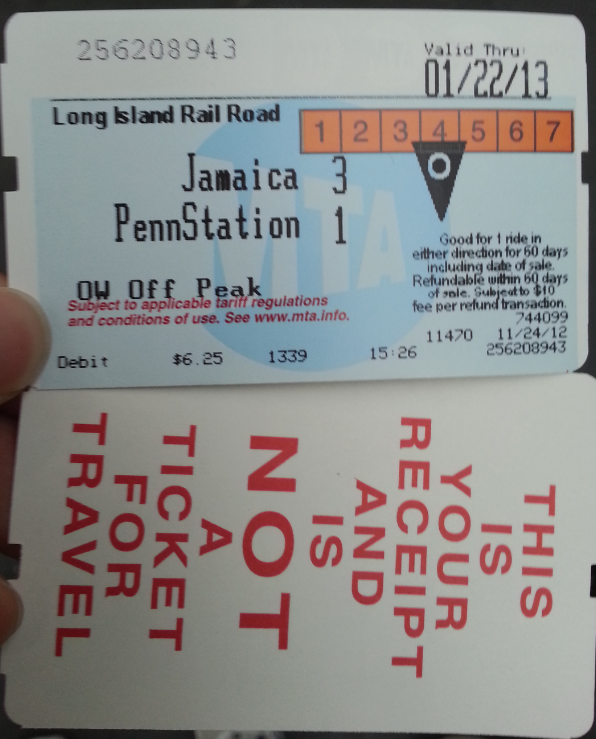 256208943
Valid Thru:
01/22/13
Long Island Rail Road
1 2 3 4 5 6 7
Jamaica 3
PennStation 1
MTA
Good for 1 ride in
either direction for 60 days
including date of sale.
Refundable within 60 days
of sale. Subject to $10
fee per refund transaction.
OW Off Peak
Subject to applicable tariff regulations
and conditions of use. See www.mta.info.
744099
11470 11/24/12
Debit $6.25 1339 15:26 256208943
THIS
IS
YOUR
RECEIPT
AND
IS
NOT
A
TICKET
FOR
TRAVEL